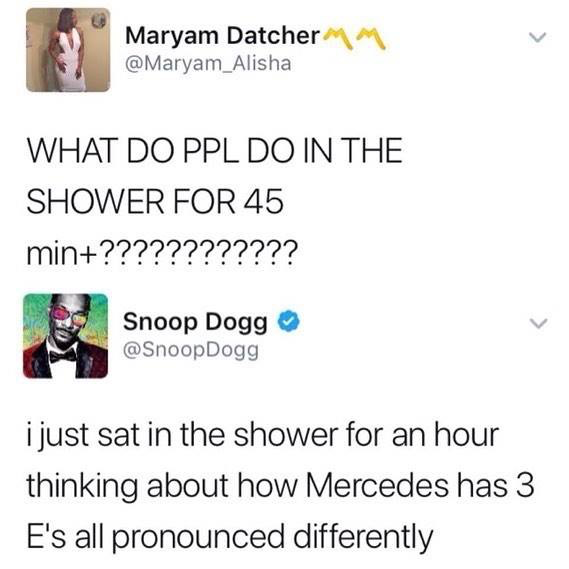 Maryam Datcher〽️〽️
@Maryam_Alisha
WHAT DO PPL DO IN THE
SHOWER FOR 45
min+????????????
Snoop Dogg
@SnoopDogg
i just sat in the shower for an hour
thinking about how Mercedes has 3
E's all pronounced differently